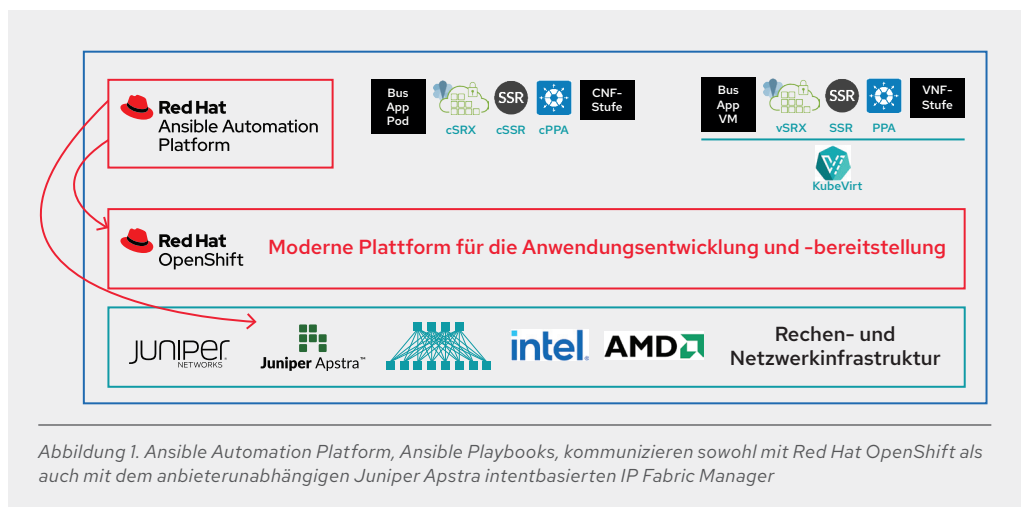 Red Hat
Ansible Automation
Platform
Bus
App
Pod
cSRX
SSR
cSSR
cPPA
CNF-
Stufe
Bus
App
VM
vSRX
SSR
SSR
PPA
VNF-
Stufe
KubeVirt
Red Hat
OpenShift
Moderne Plattform für die Anwendungsentwicklung und -bereitstellung
JUNIPER
NETWORKS
Juniper Apstra™
intel.
AMD
Rechen- und
Netzwerkinfrastruktur
Abbildung 1. Ansible Automation Platform, Ansible Playbooks, kommunizieren sowohl mit Red Hat OpenShift als
auch mit dem anbieterunabhängigen Juniper Apstra intentbasierten IP Fabric Manager